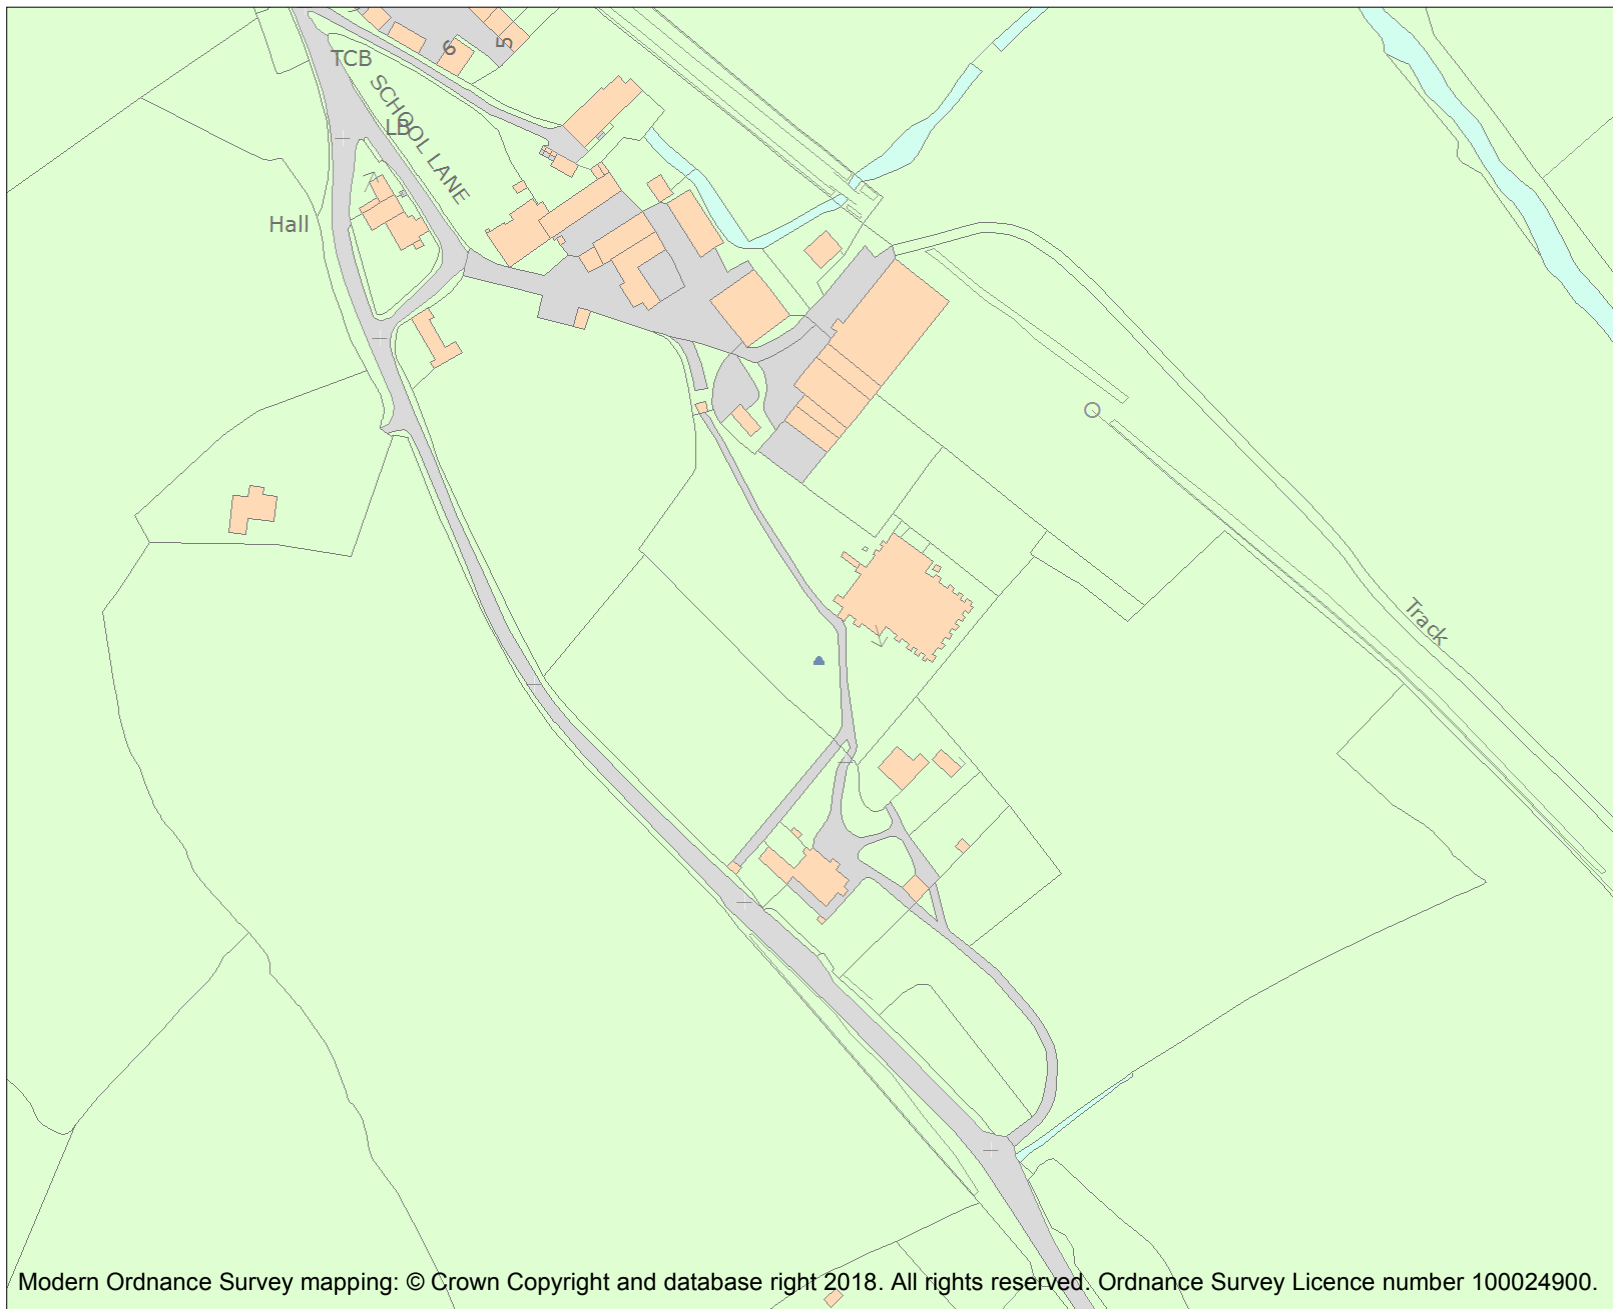 6
5
TCB
SCHOOL LANE
LB
Hall
Track
Modern Ordnance Survey mapping: © Crown Copyright and database right 2018. All rights reserved. Ordnance Survey Licence number 100024900.